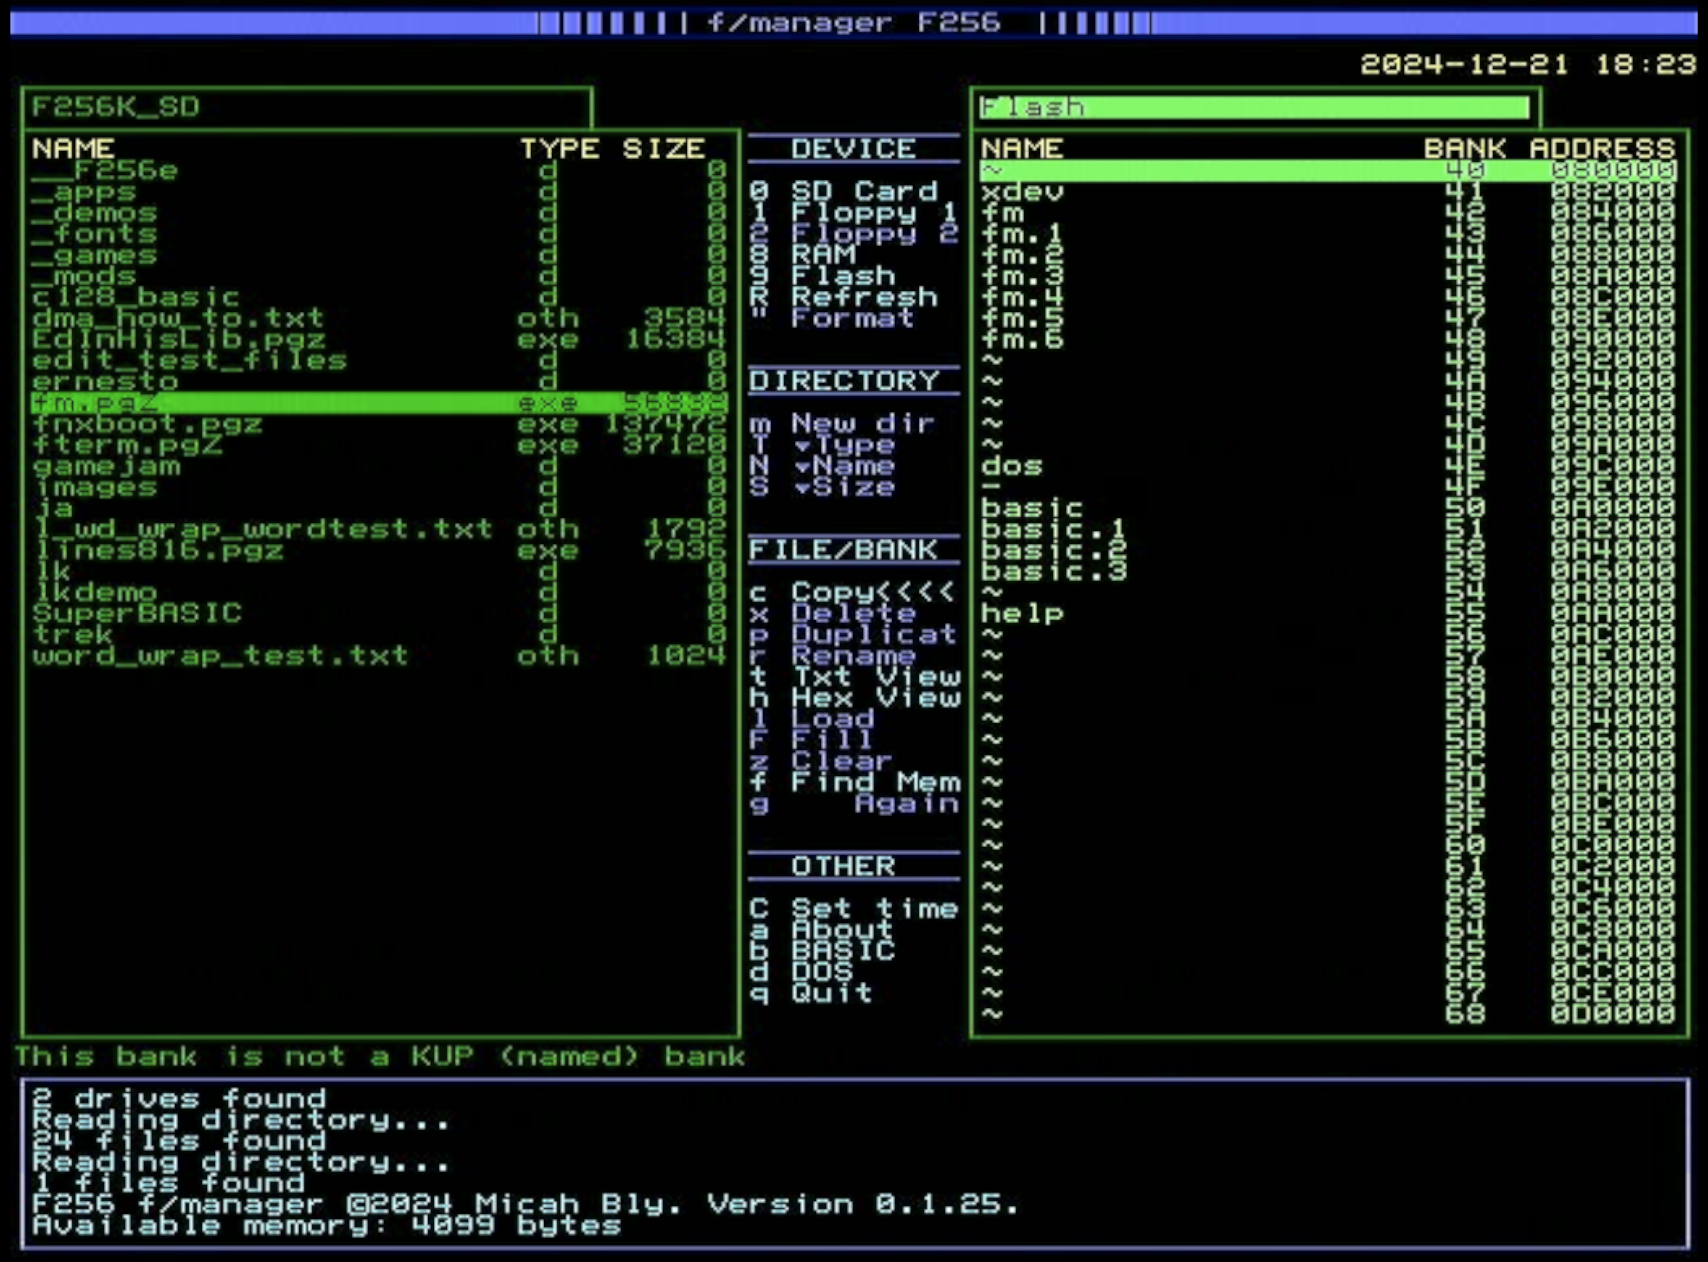 f/manager F256
2024-12-21 18:23
F256K_SD
NAME TYPE SIZE
__F256e d 0
_apps d 0
_demos d 0
_fonts d 0
_games d 0
_mods d 0
c128_basic d 0
dma_how_to.txt oth 3584
EdInHisLib.pgz exe 16384
edit_test_files d 0
ernesto d 0
fm.pgZ exe
fnxboot.pgz exe 137472
fterm.pgZ exe 37120
gamejam d 0
images d 0
ja d 0
l_wd_wrap_wordtest.txt oth 1792
lines816.pgz exe 7936
lk d 0
lkdemo d 0
SuperBASIC d 0
trek d 0
word_wrap_test.txt oth 1024
DEVICE
0 SD Card
1 Floppy 1
2 Floppy 2
8 RAM
9 Flash
R Refresh
" Format
DIRECTORY
m New dir
T ▾Type
N ▾Name
S ▾Size
FILE/BANK
c Copy<<<<
x Delete
p Duplicat
r Rename
t Txt View
h Hex View
l Load
F Fill
z Clear
f Find Mem
g Again
OTHER
C Set time
a About
b BASIC
d DOS
q Quit
Flash
NAME BANK ADDRESS
~ 40 080000
xdev 41 082000
fm 42 084000
fm.1 43 086000
fm.2 44 088000
fm.3 45 08A000
fm.4 46 08C000
fm.5 47 08E000
fm.6 48 090000
~ 49 092000
~ 4A 094000
~ 4B 096000
~ 4C 098000
~ 4D 09A000
dos 4E 09C000
- 4F 09E000
basic 50 0A0000
basic.1 51 0A2000
basic.2 52 0A4000
basic.3 53 0A6000
~ 54 0A8000
help 55 0AA000
~ 56 0AC000
~ 57 0AE000
~ 58 0B0000
~ 59 0B2000
~ 5A 0B4000
~ 5B 0B6000
~ 5C 0B8000
~ 5D 0BA000
~ 5E 0BC000
~ 5F 0BE000
~ 60 0C0000
~ 61 0C2000
~ 62 0C4000
~ 63 0C6000
~ 64 0C8000
~ 65 0CA000
~ 66 0CC000
~ 67 0CE000
~ 68 0D0000
This bank is not a KUP (named) bank
2 drives found
Reading directory...
24 files found
Reading directory...
1 files found
F256 f/manager ©2024 Micah Bly. Version 0.1.25.
Available memory: 4099 bytes